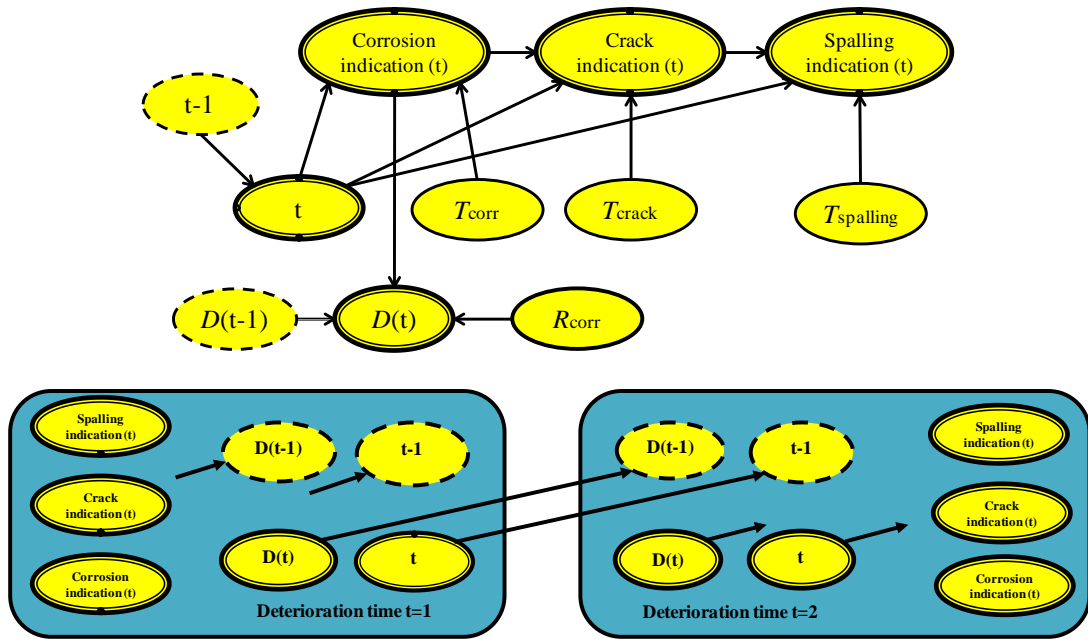 Corrosion
indication (t)
Crack
indication (t)
Spalling
indication (t)
t-1
t
Tcorr
Tcrack
Tspalling
D(t-1)
D(t)
Rcorr
Spalling
indication (t)
Crack
indication (t)
Corrosion
indication (t)
D(t-1)
t-1
D(t)
t
Deterioration time t=1
D(t-1)
t-1
D(t)
t
Deterioration time t=2
Spalling
indication (t)
Crack
indication (t)
Corrosion
indication (t)